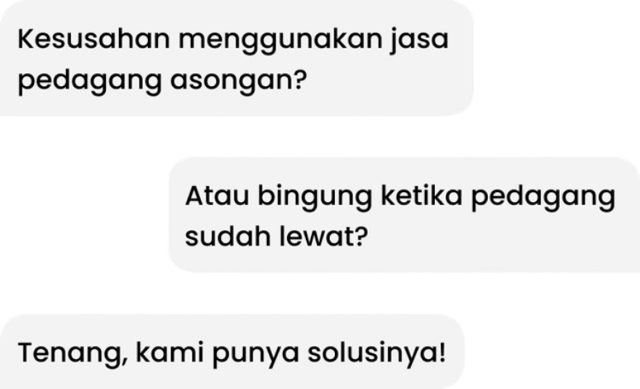 Kesusahan menggunakan jasa
pedagang asongan?
Atau bingung ketika pedagang
sudah lewat?
Tenang, kami punya solusinya!